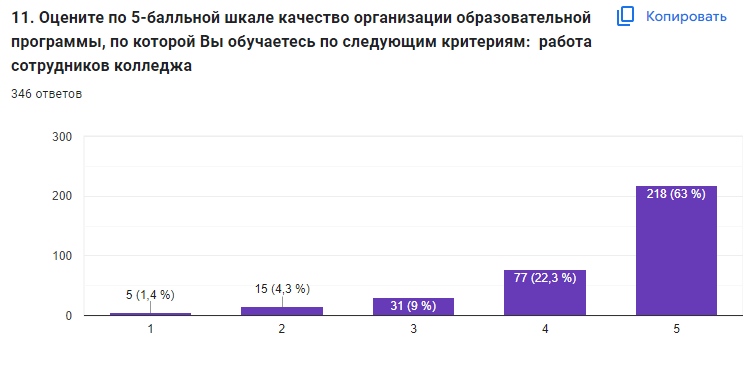 11. Оцените по 5-балльной шкале качество организации образовательной
Копировать
программы, по которой Вы обучаетесь по следующим критериям:  работа
сотрудников колледжа
346 ответов
300
200
100
0
5 (1,4 %)
15 (4,3 %)
31 (9 %)
77 (22,3 %)
218 (63 %)
1
2
3
4
5